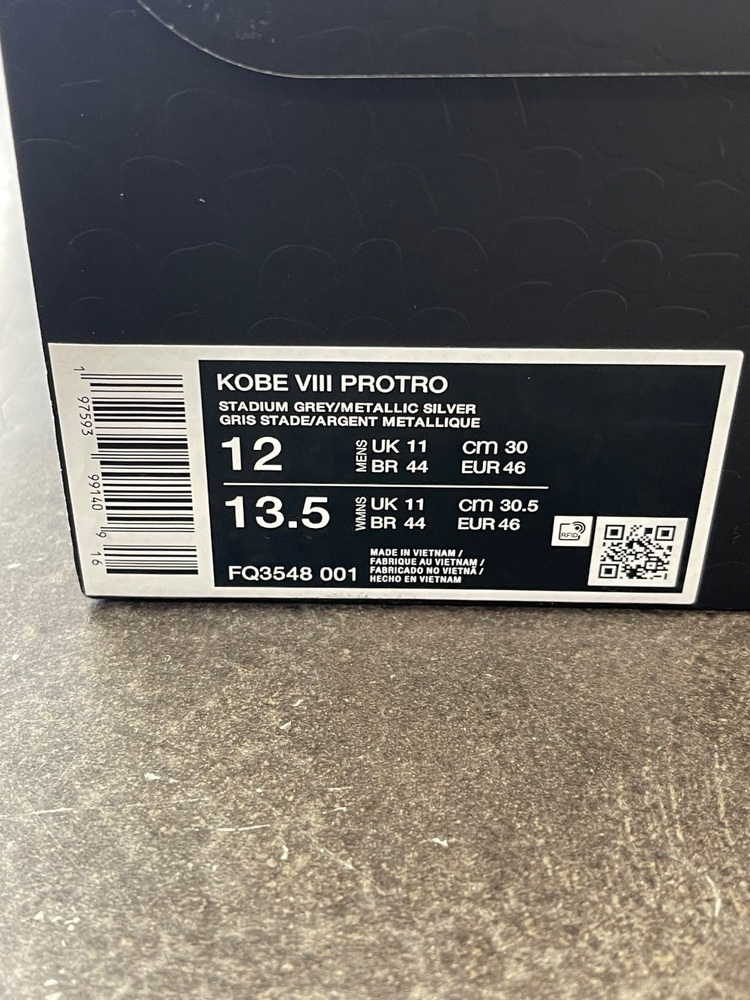 KOBE VIII PROTRO
STADIUM GREY/METALLIC SILVER
GRIS STADE/ARGENT METALLIQUE
12 MENS UK 11 cm 30
BR 44 EUR 46
13.5 WMNS UK 11 cm 30.5
BR 44 EUR 46
RFID
FQ3548 001
MADE IN VIETNAM /
FABRIQUE AU VIETNAM /
FABRICADO NO VIETNÃ /
HECHO EN VIETNAM
1 97593 99140 9 16